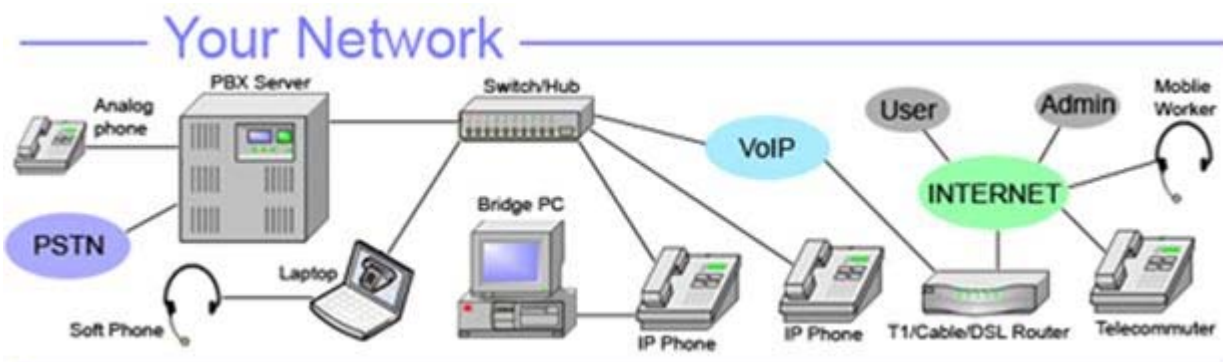 Your Network
PBX Server
Switch/Hub
Moblie
Worker
Analog
phone
User
Admin
VoIP
INTERNET
Bridge PC
PSTN
Laptop
Soft Phone
IP Phone
IP Phone
T1/Cable/DSL Router
Telecommuter